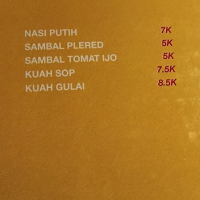 NASI PUTIH 7K
SAMBAL PLERED 5K
SAMBAL TOMAT IJO 5K
KUAH SOP 7.5K
KUAH GULAI 8.5K